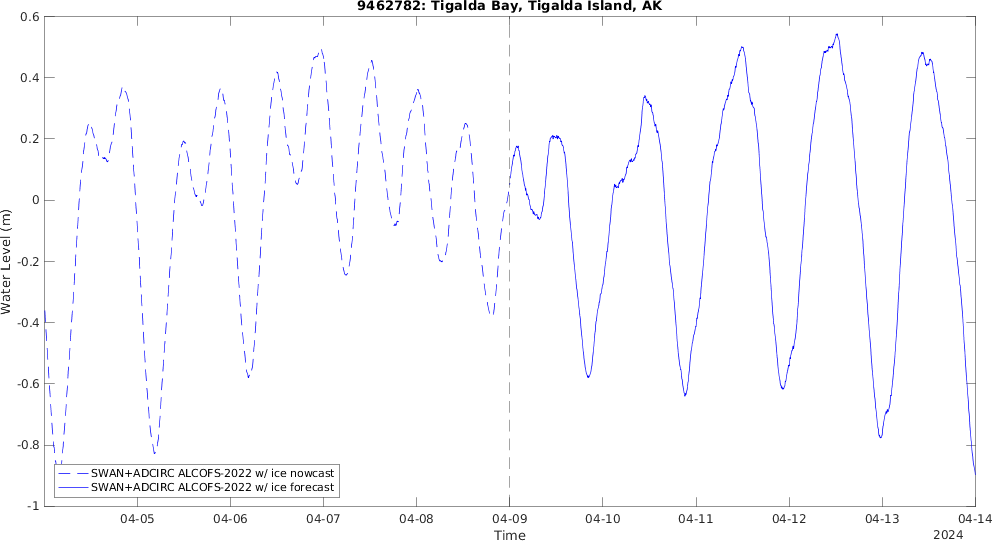 9462782: Tigalda Bay, Tigalda Island, AK
0.6
0.4
0.2
0
-0.2
-0.4
-0.6
-0.8
-1
Water Level (m)
SWAN+ADCIRC ALCOFS-2022 w/ ice nowcast
SWAN+ADCIRC ALCOFS-2022 w/ ice forecast
04-05 04-06 04-07 04-08 04-09 04-10 04-11 04-12 04-13 04-14
Time
2024